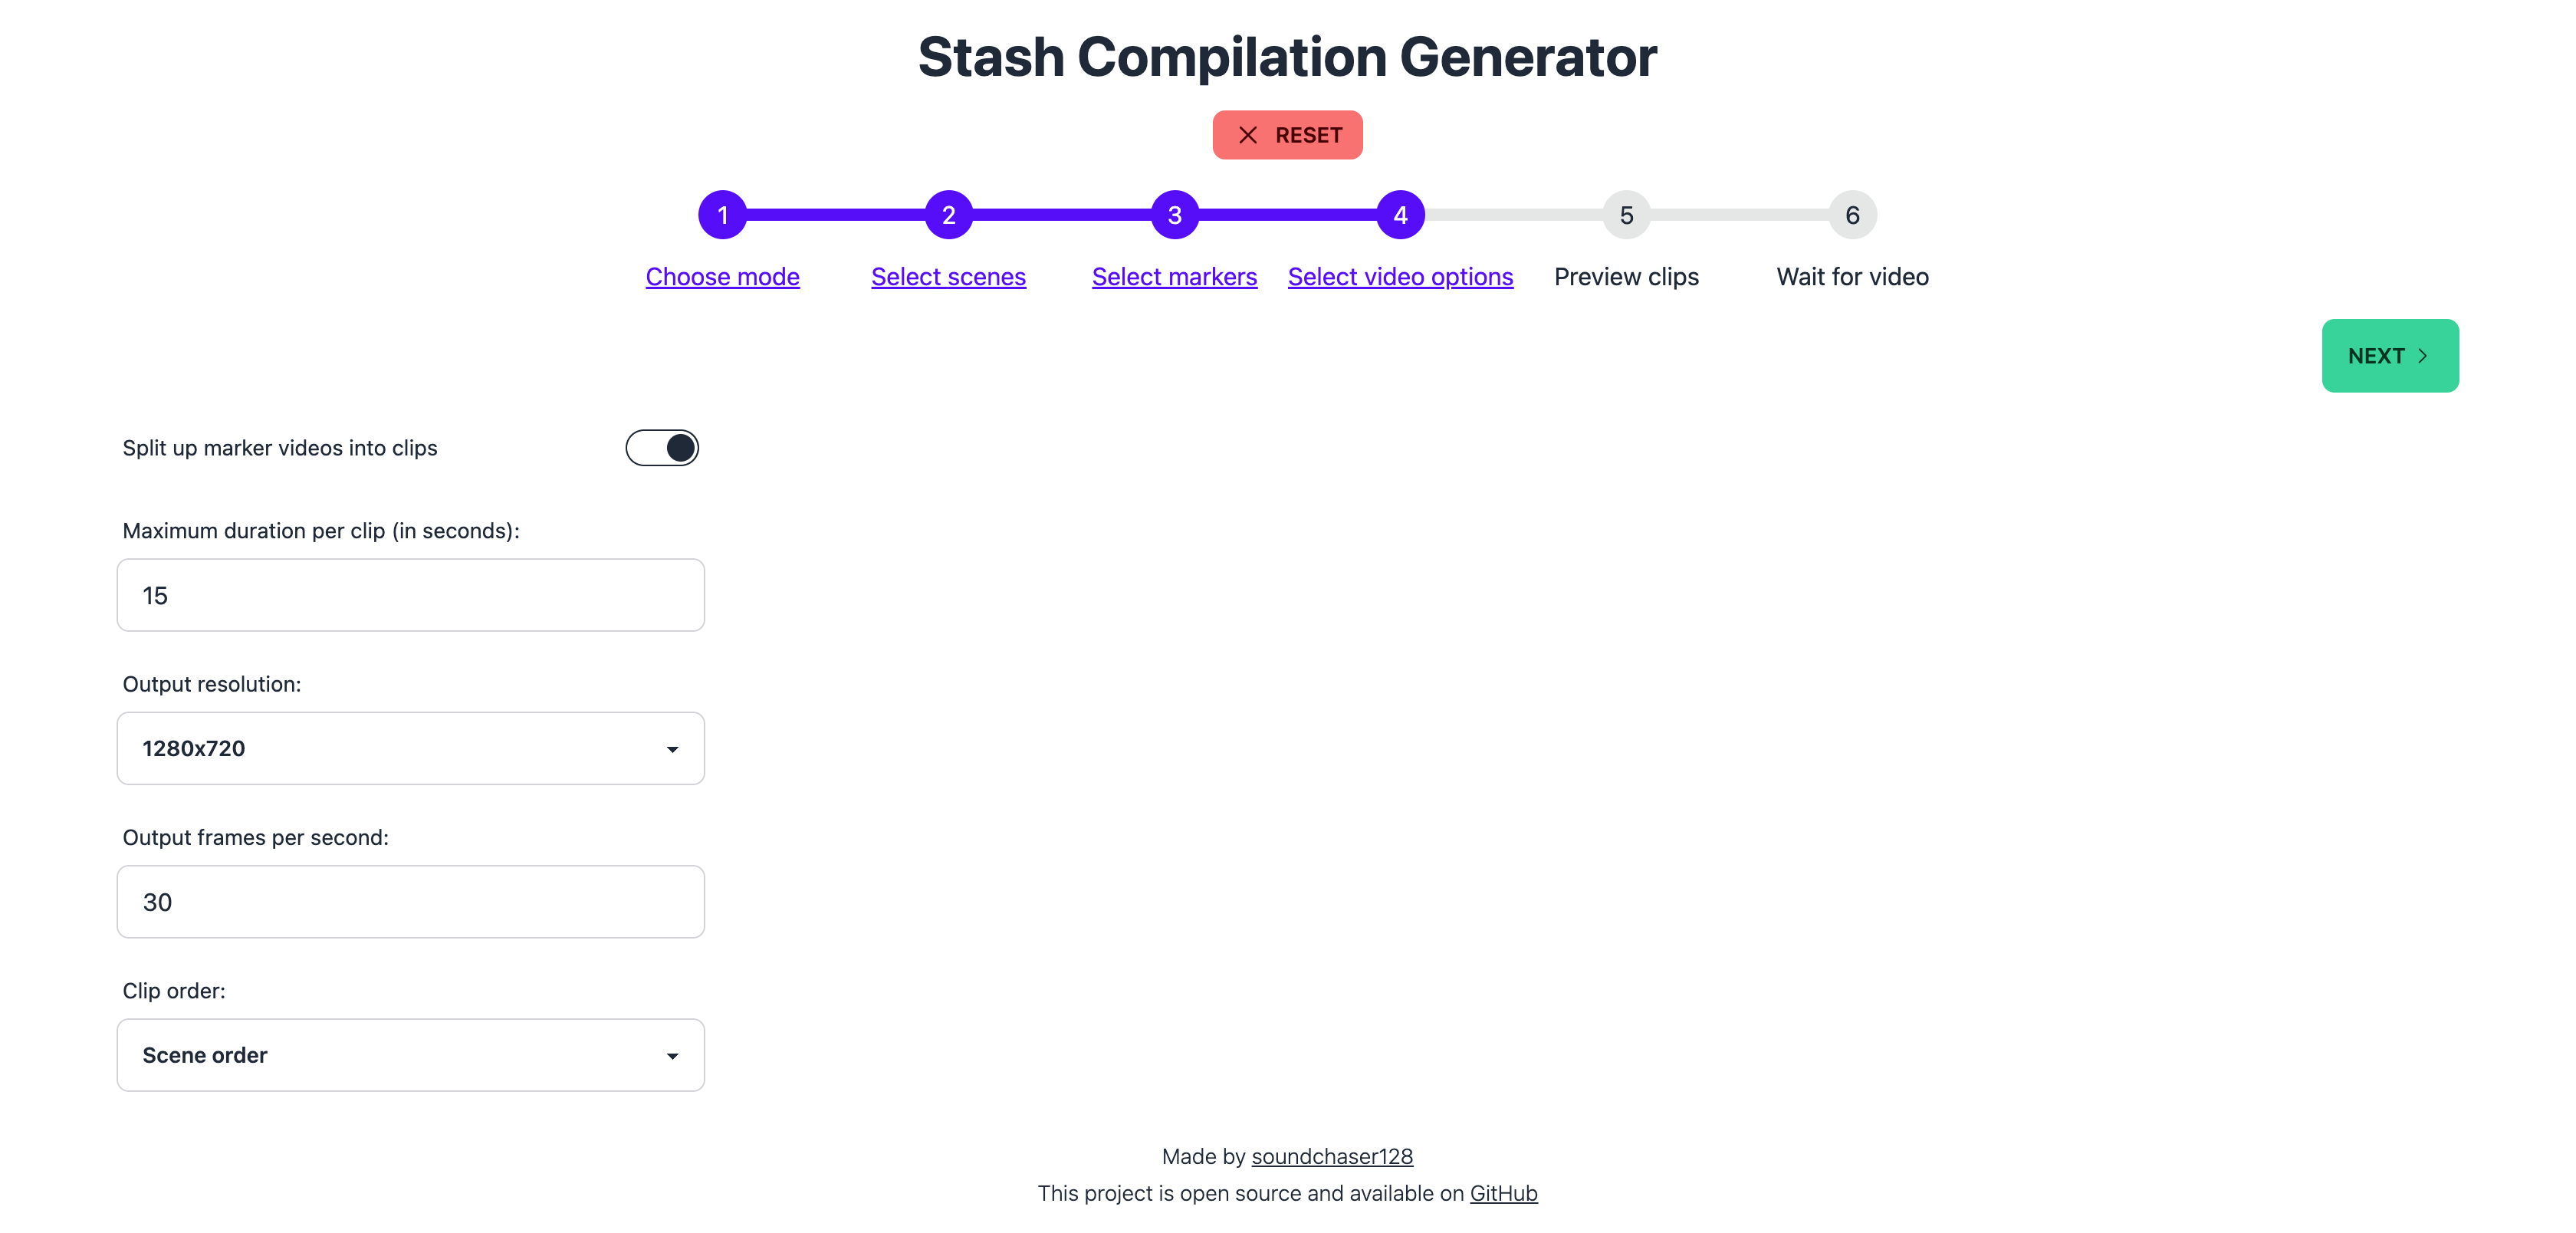 Stash Compilation Generator
RESET
1 2 3 4 5 6
Choose mode Select scenes Select markers Select video options Preview clips Wait for video
NEXT
Split up marker videos into clips
Maximum duration per clip (in seconds):
15
Output resolution:
1280x720
Output frames per second:
30
Clip order:
Scene order
Made by soundchaser128
This project is open source and available on GitHub